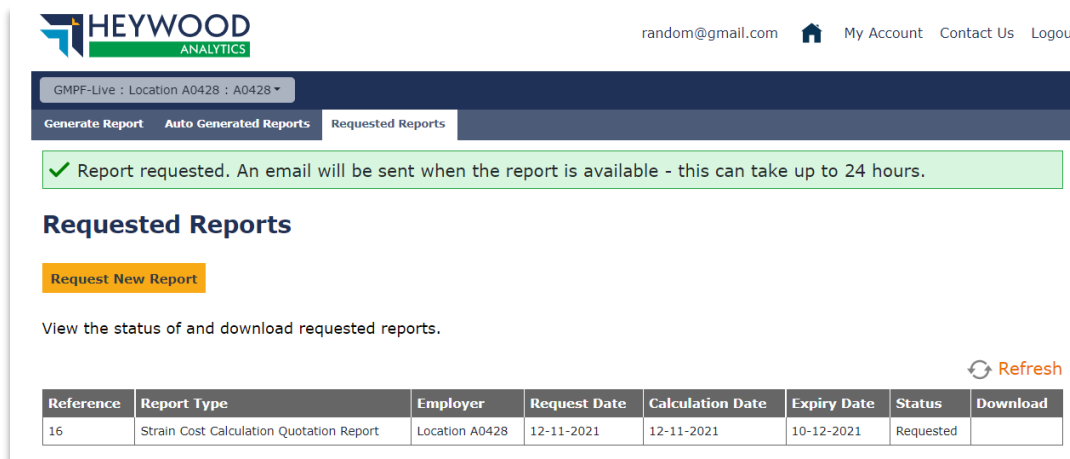 HEYWOOD
ANALYTICS
random@gmail.com My Account Contact Us Logou
GMPF-Live : Location A0428 : A0428
Generate Report Auto Generated Reports Requested Reports
Report requested. An email will be sent when the report is available - this can take up to 24 hours.
Requested Reports
Request New Report
View the status of and download requested reports.
Refresh
Reference Report Type Employer Request Date Calculation Date Expiry Date Status Download
16 Strain Cost Calculation Quotation Report Location A0428 12-11-2021 12-11-2021 10-12-2021 Requested